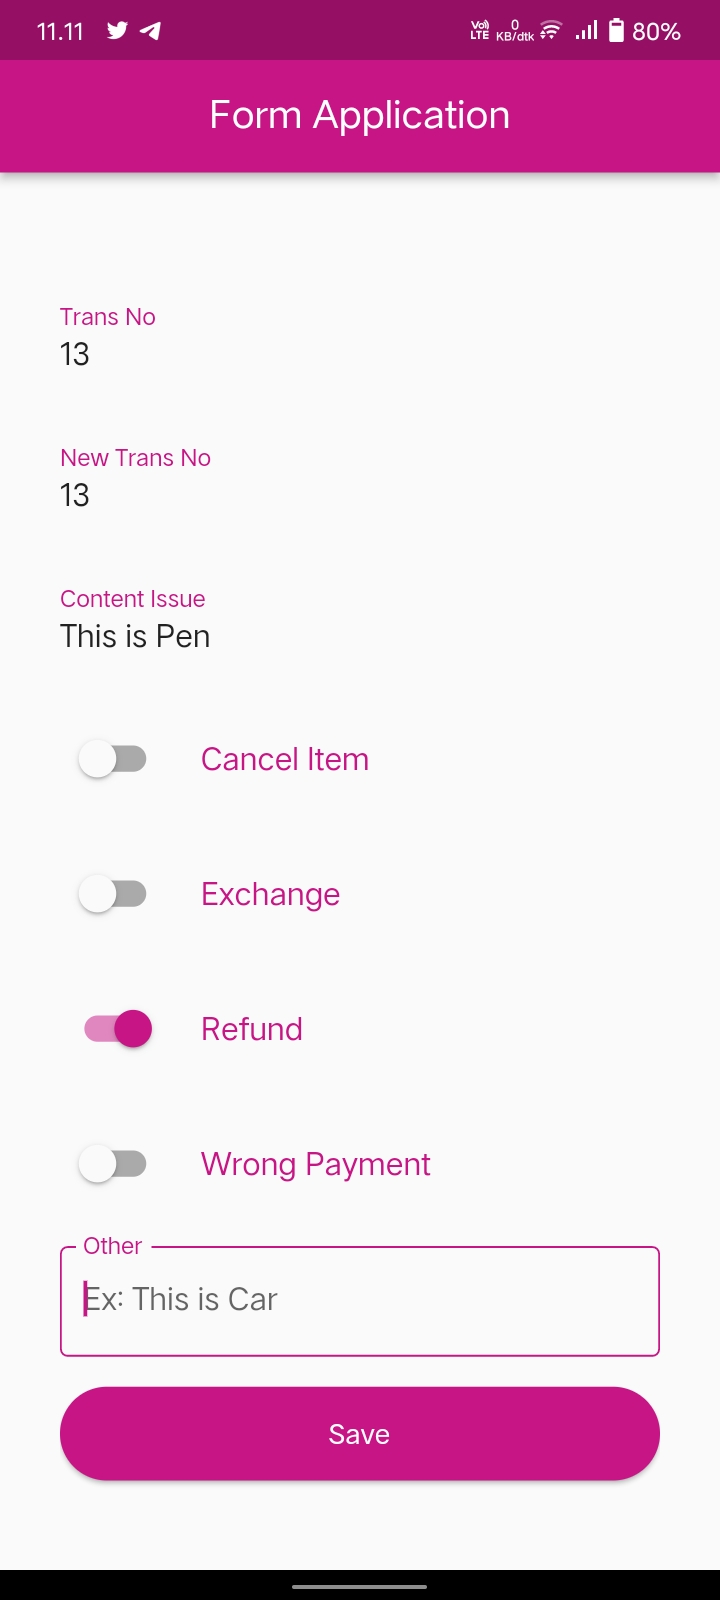 11.11
VoD LTE 0 KB/dtk 80%
Form Application
Trans No
13
New Trans No
13
Content Issue
This is Pen
Cancel Item
Exchange
Refund
Wrong Payment
Other
Ex: This is Car
Save